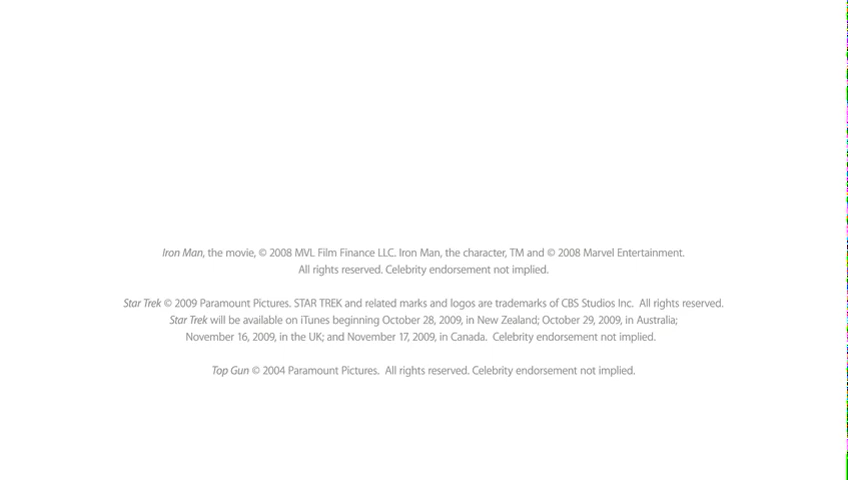 Iron Man, the movie, © 2008 MVL Film Finance LLC. Iron Man, the character, TM and © 2008 Marvel Entertainment.
All rights reserved. Celebrity endorsement not implied.
Star Trek © 2009 Paramount Pictures. STAR TREK and related marks and logos are trademarks of CBS Studios Inc. All rights reserved.
Star Trek will be available on iTunes beginning October 28, 2009, in New Zealand; October 29, 2009, in Australia;
November 16, 2009, in the UK; and November 17, 2009, in Canada. Celebrity endorsement not implied.
Top Gun © 2004 Paramount Pictures. All rights reserved. Celebrity endorsement not implied.